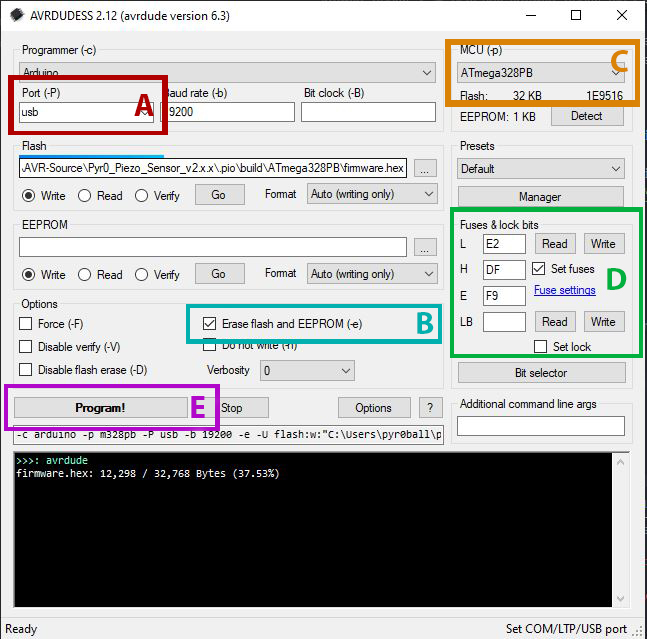 AVRDUDESS 2.12 (avrdude version 6.3)
Programmer (-c)
Arduino
MCU (-p)
C
ATmega328PB
Flash: 32 KB 1E9516
EEPROM: 1 KB Detect
Port (-P)
A
Baud rate (-b)
Bit clock (-B)
usb
19200
Flash
.\AVR-Source\Pyr0_Piezo_Sensor_v2.x.x\.pio\build\ATmega328PB\firmware.hex
...
Write Read Verify Go Format Auto (writing only)
Presets
Default
Manager
EEPROM
...
Write Read Verify Go Format Auto (writing only)
Fuses & lock bits
L E2 Read Write
H DF Set fuses
D
E F9 Fuse settings
LB Read Write
Set lock
Bit selector
Options
Force (-F) Erase flash and EEPROM (-e) B
Disable verify (-V) Do not write (-n)
Disable flash erase (-D) Verbosity 0
Program! E Stop Options ?
Additional command line args
-c arduino -p m328pb -P usb -b 19200 -e -U flash:w:"C:\Users\pyr0ball\p
>>>: avrdude
firmware.hex: 12,298 / 32,768 Bytes (37.53%)
Ready Set COM/LTP/USB port